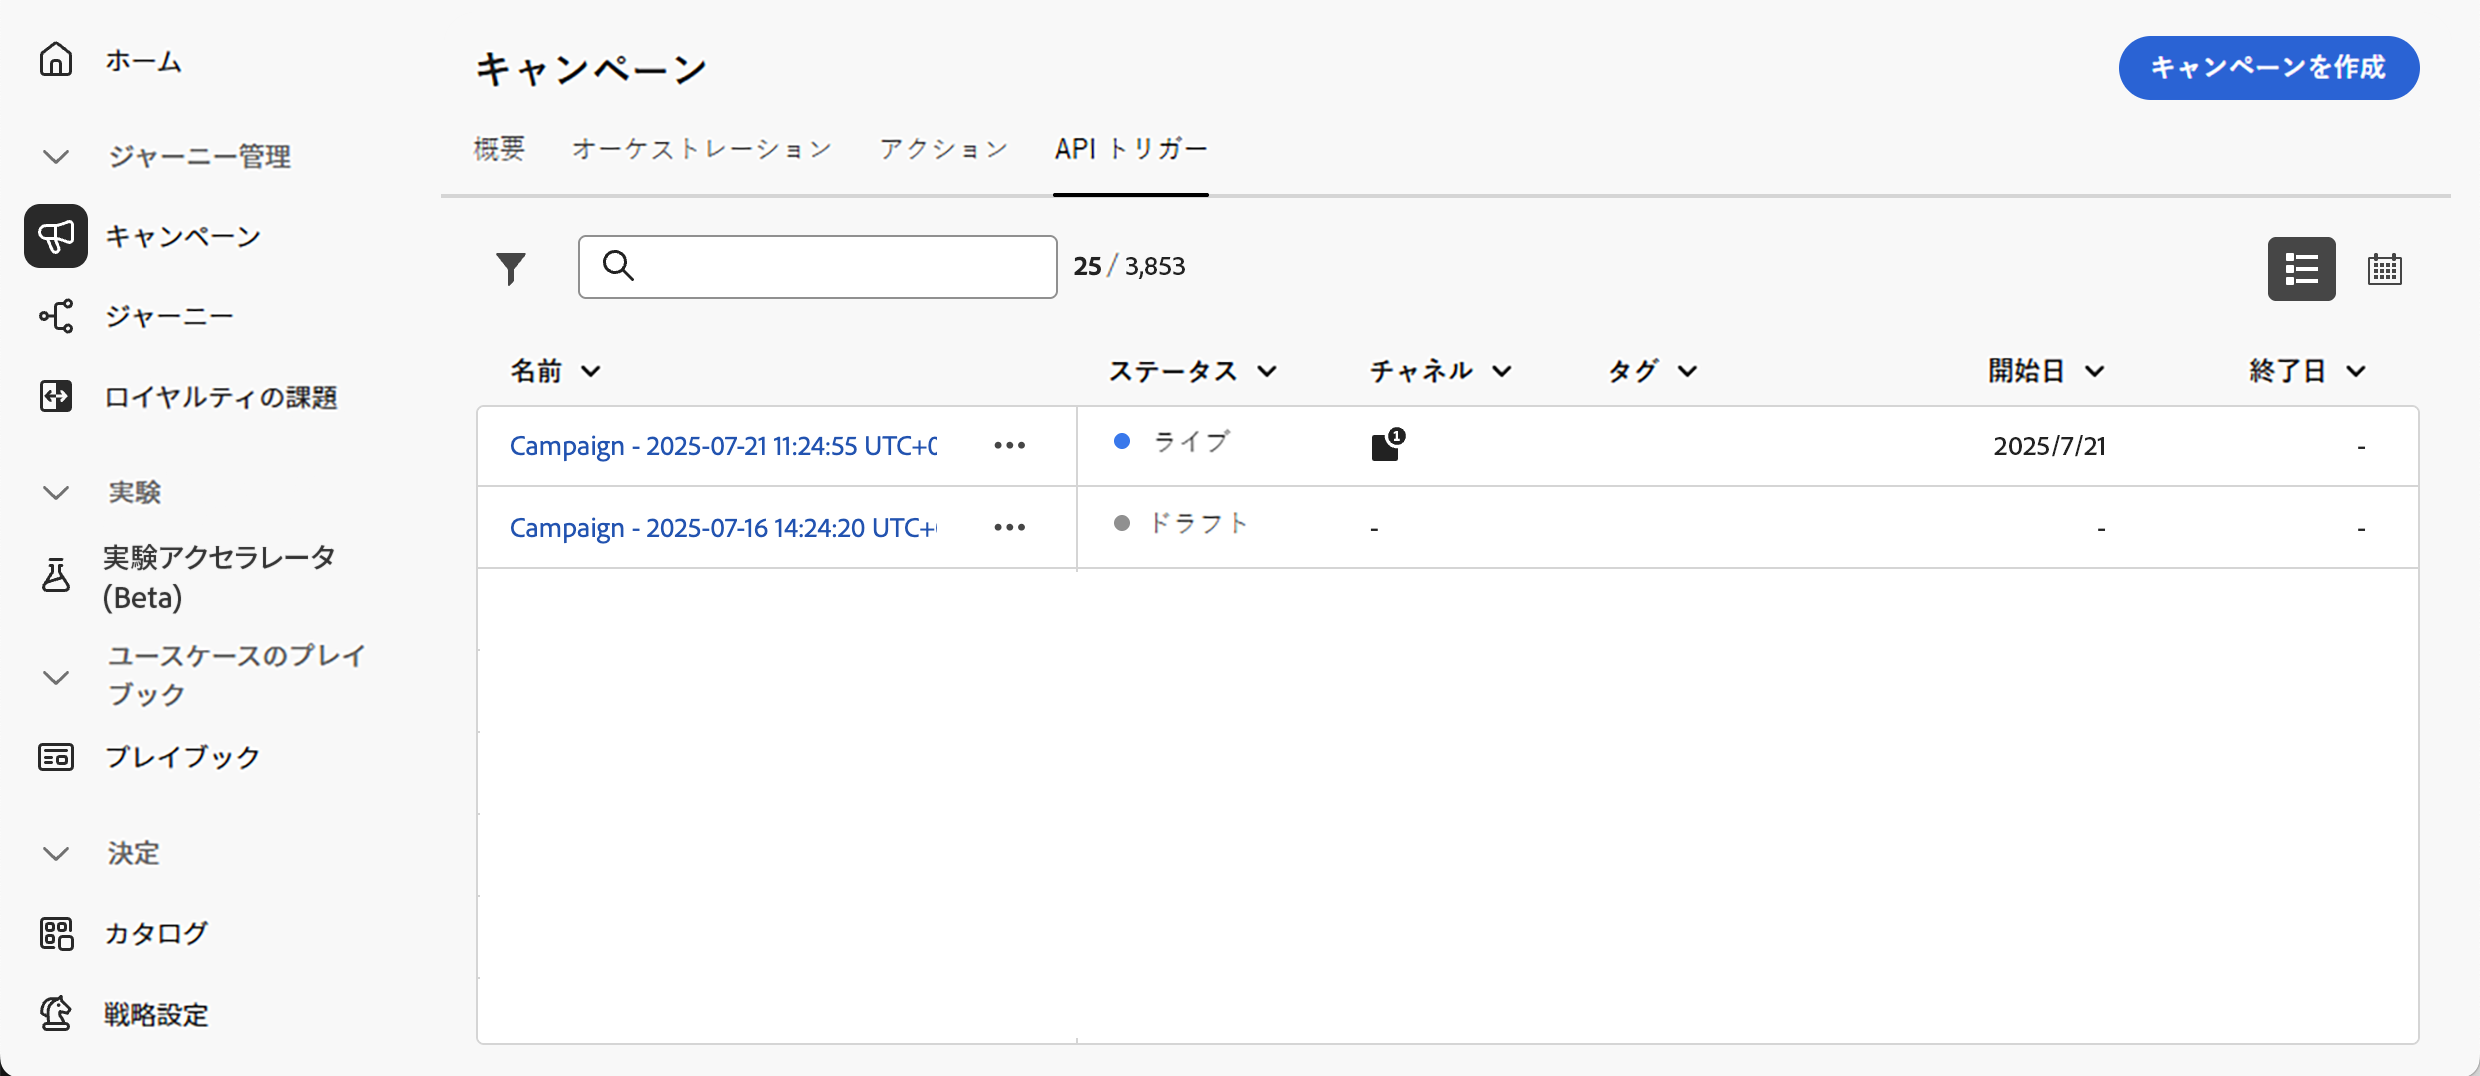 ホーム
ジャーニー管理
キャンペーン
ジャーニー
ロイヤルティの課題
実験
実験アクセラレータ
(Beta)
ユースケースのプレイ
ブック
プレイブック
決定
カタログ
戦略設定
キャンペーン
キャンペーンを作成
概要 オーケストレーション アクション API トリガー
25 / 3,853
名前 ステータス チャネル タグ 開始日 終了日
Campaign - 2025-07-21 11:24:55 UTC+0 ライブ 1 2025/7/21 -
Campaign - 2025-07-16 14:24:20 UTC+ ドラフト - - -